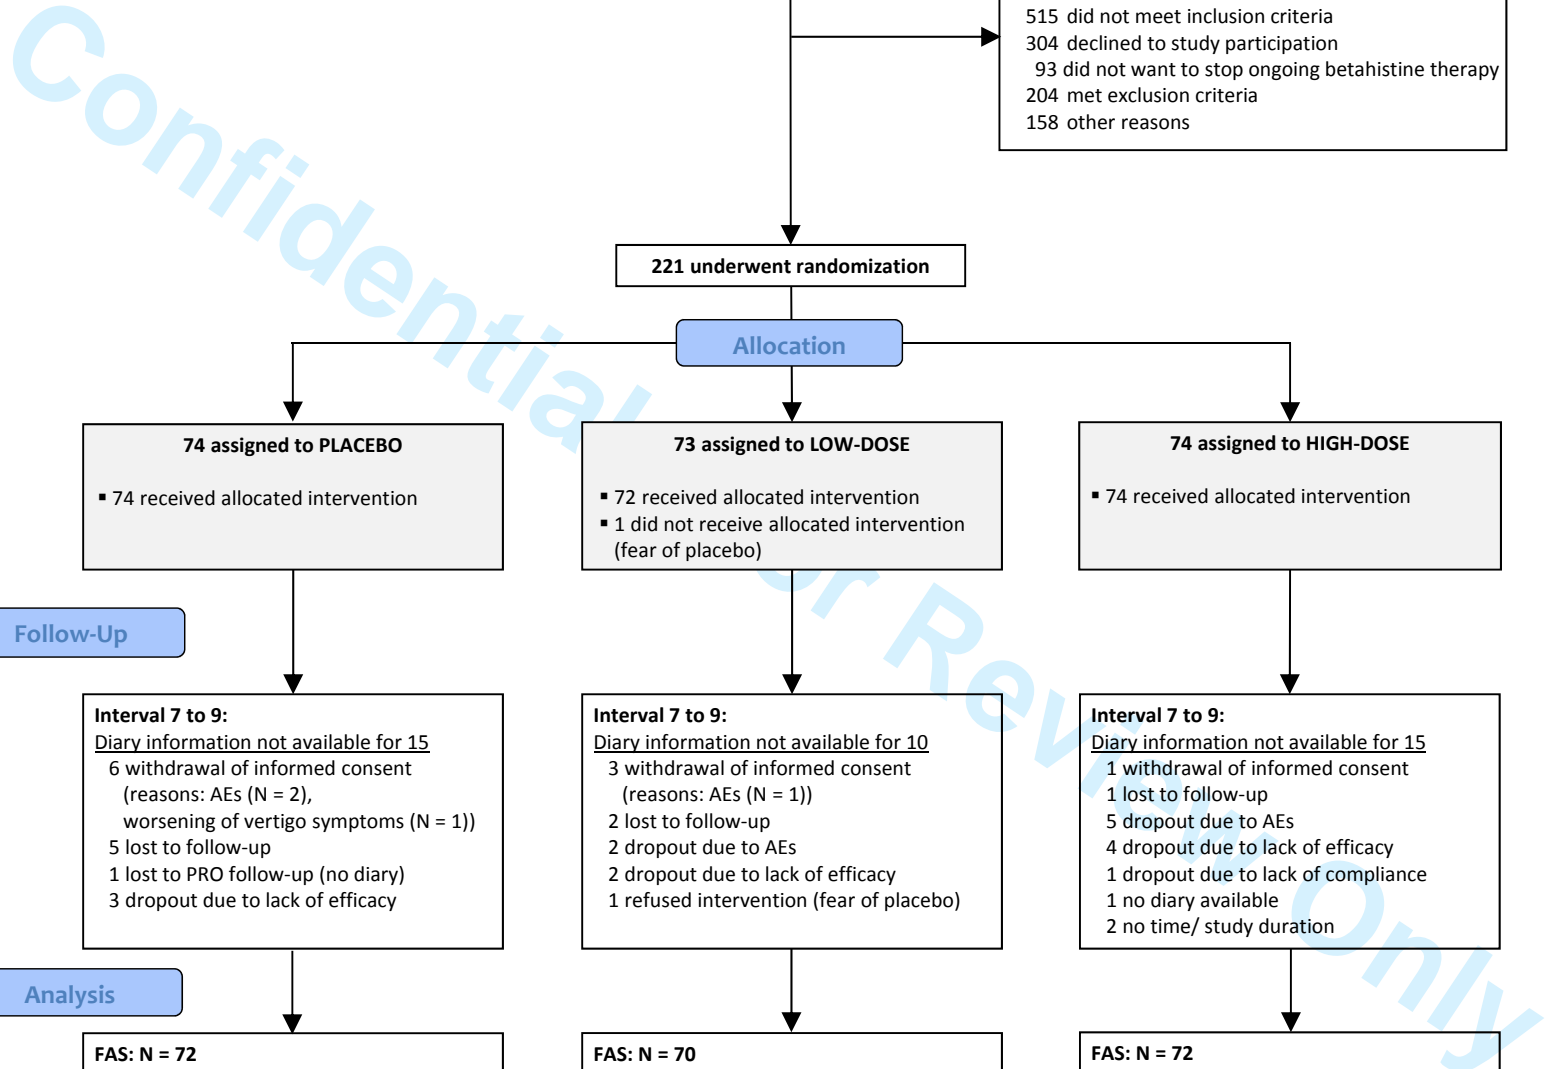 515 did not meet inclusion criteria
304 declined to study participation
93 did not want to stop ongoing betahistine therapy
204 met exclusion criteria
158 other reasons
221 underwent randomization
Allocation
74 assigned to PLACEBO
▪ 74 received allocated intervention
73 assigned to LOW-DOSE
▪ 72 received allocated intervention
▪ 1 did not receive allocated intervention
(fear of placebo)
74 assigned to HIGH-DOSE
▪ 74 received allocated intervention
Follow-Up
Interval 7 to 9:
Diary information not available for 15
6 withdrawal of informed consent
(reasons: AEs (N = 2),
worsening of vertigo symptoms (N = 1))
5 lost to follow-up
1 lost to PRO follow-up (no diary)
3 dropout due to lack of efficacy
Interval 7 to 9:
Diary information not available for 10
3 withdrawal of informed consent
(reasons: AEs (N = 1))
2 lost to follow-up
2 dropout due to AEs
2 dropout due to lack of efficacy
1 refused intervention (fear of placebo)
Interval 7 to 9:
Diary information not available for 15
1 withdrawal of informed consent
1 lost to follow-up
5 dropout due to AEs
4 dropout due to lack of efficacy
1 dropout due to lack of compliance
1 no diary available
2 no time/ study duration
Analysis
FAS: N = 72
FAS: N = 70
FAS: N = 72
Confidential: For Review Only